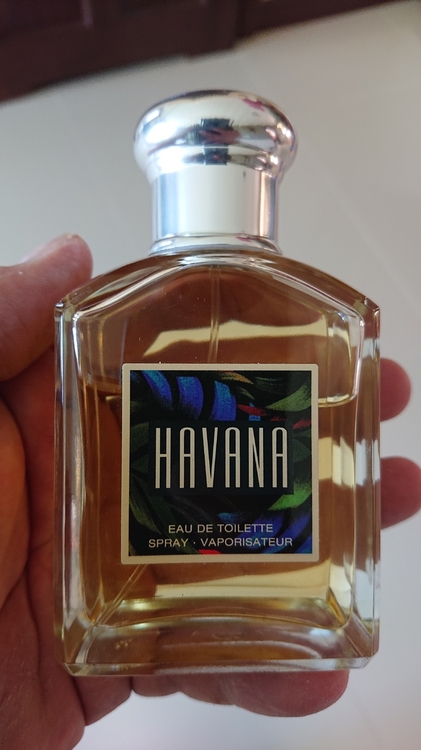 HAVANA
EAU DE TOILETTE
SPRAY · VAPORISATEUR